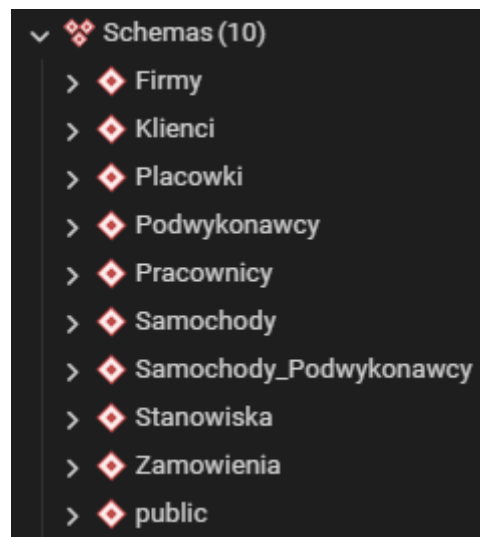 Schemas (10)
Firmy
Klienci
Placowki
Podwykonawcy
Pracownicy
Samochody
Samochody_Podwykonawcy
Stanowiska
Zamowienia
public